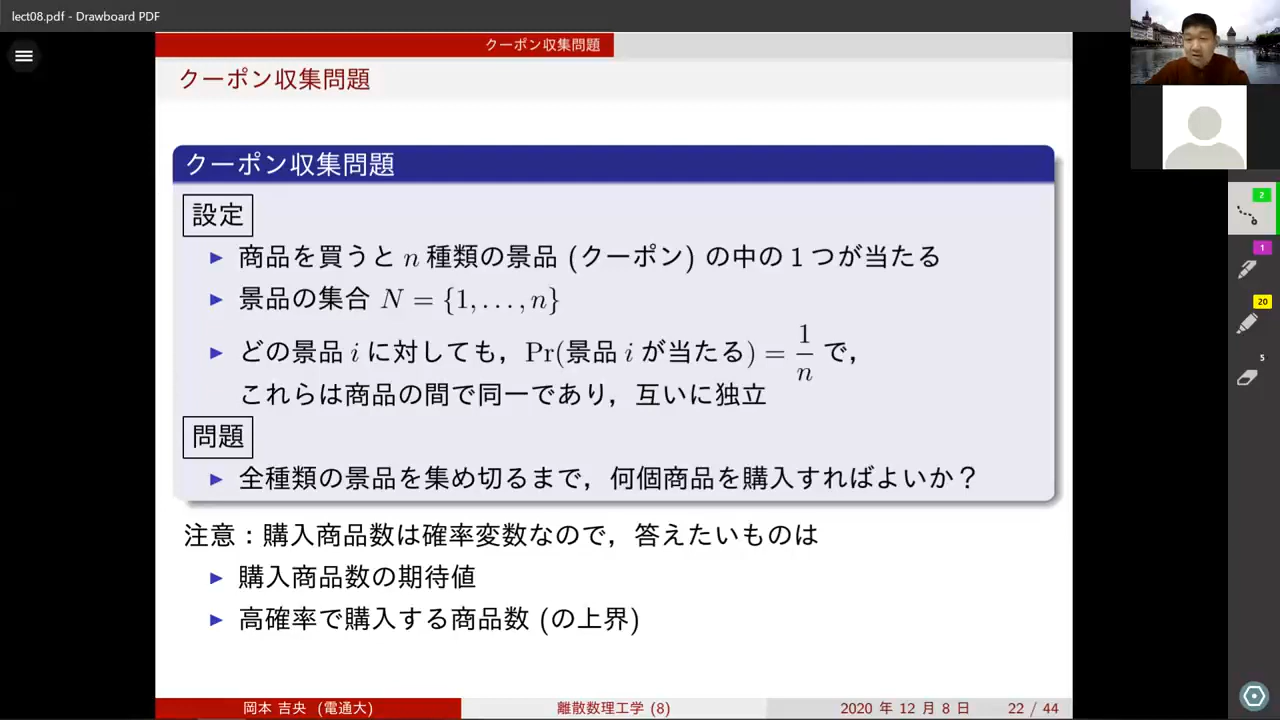 lect08.pdf - Drawboard PDF
クーポン収集問題
クーポン収集問題
クーポン収集問題
設定
▶ 商品を買うと n 種類の景品 (クーポン) の中の 1 つが当たる
▶ 景品の集合 N = {1, . . . , n}
▶ どの景品 i に対しても，Pr(景品 i が当たる) = 1/n で，
これらは商品の間で同一であり，互いに独立
問題
▶ 全種類の景品を集め切るまで，何個商品を購入すればよいか？
注意：購入商品数は確率変数なので，答えたいものは
▶ 購入商品数の期待値
▶ 高確率で購入する商品数 (の上界)
岡本 吉央 (電通大) 離散数理工学 (8) 2020 年 12 月 8 日 22 / 44
2
1
20
5